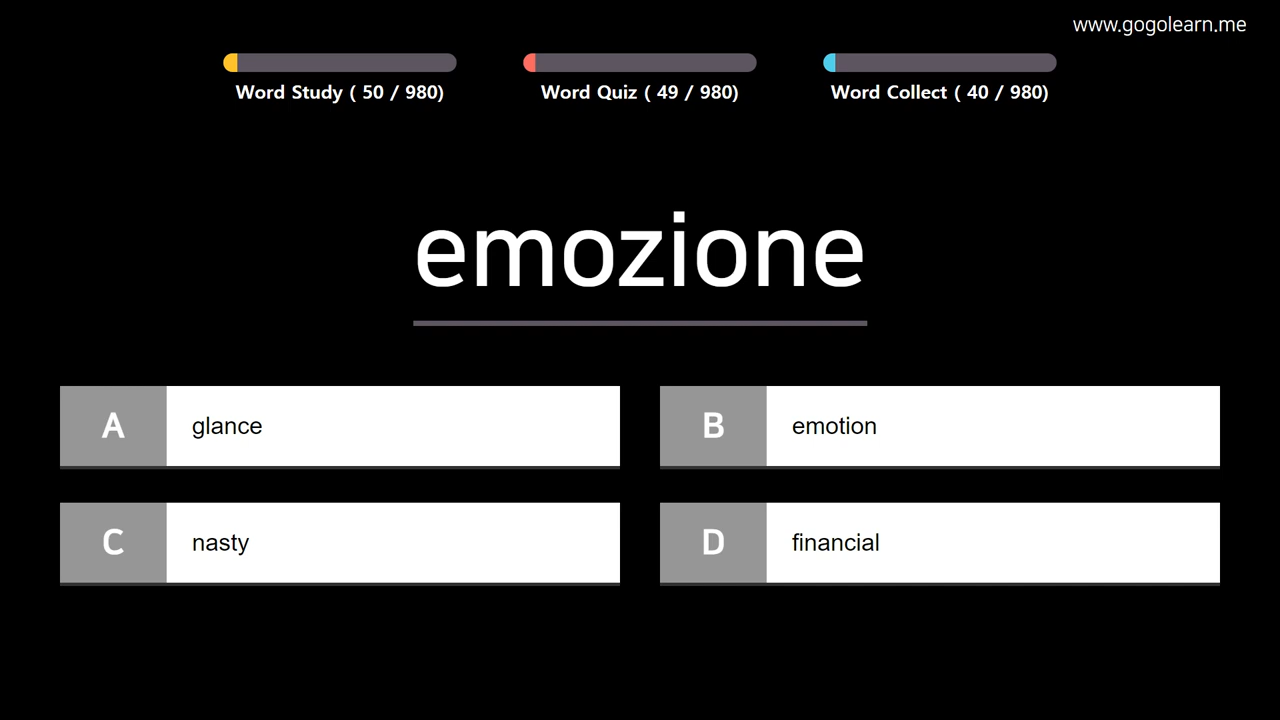 www.gogolearn.me
Word Study ( 50 / 980)
Word Quiz ( 49 / 980)
Word Collect ( 40 / 980)
emozione
A glance
B emotion
C nasty
D financial